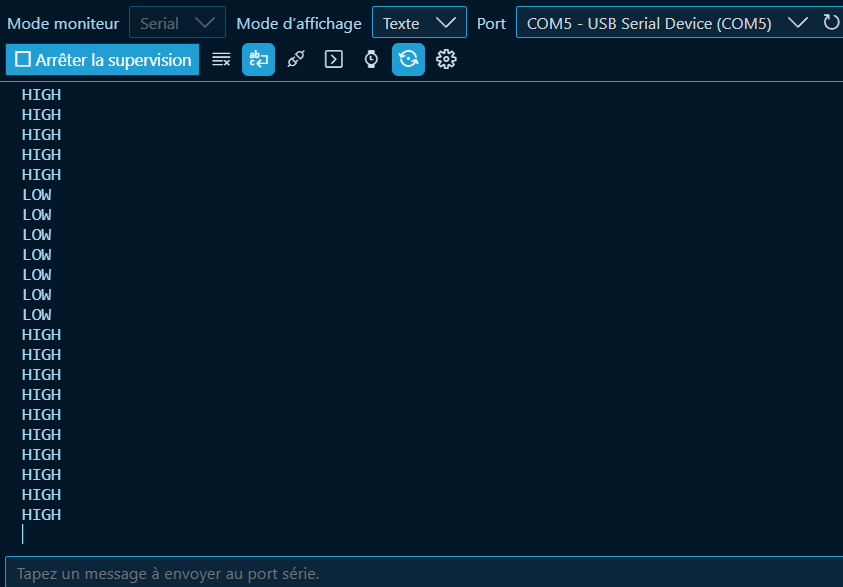 Mode moniteur Serial Mode d'affichage Texte Port COM5 - USB Serial Device (COM5)
Arrêter la supervision
HIGH
HIGH
HIGH
HIGH
HIGH
LOW
LOW
LOW
LOW
LOW
LOW
LOW
HIGH
HIGH
HIGH
HIGH
HIGH
HIGH
HIGH
HIGH
HIGH
HIGH
Tapez un message à envoyer au port série.